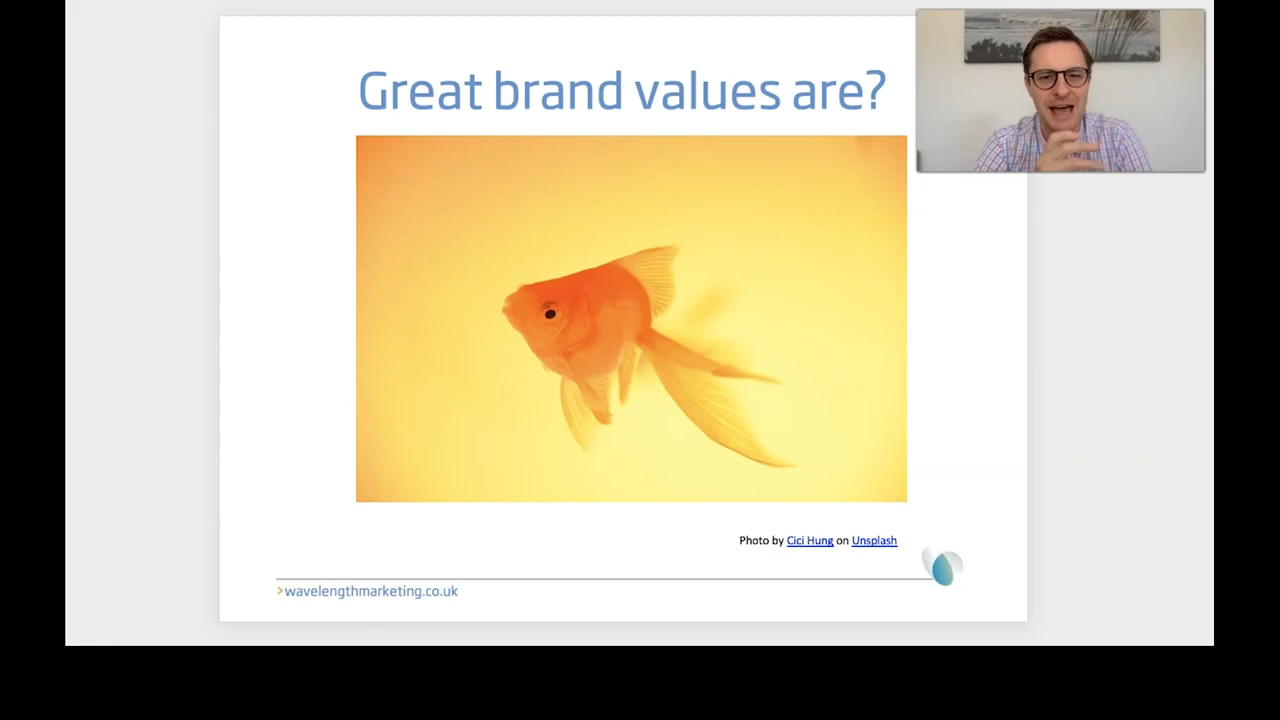 Great brand values are?
Photo by Cici Hung on Unsplash
>wavelengthmarketing.co.uk